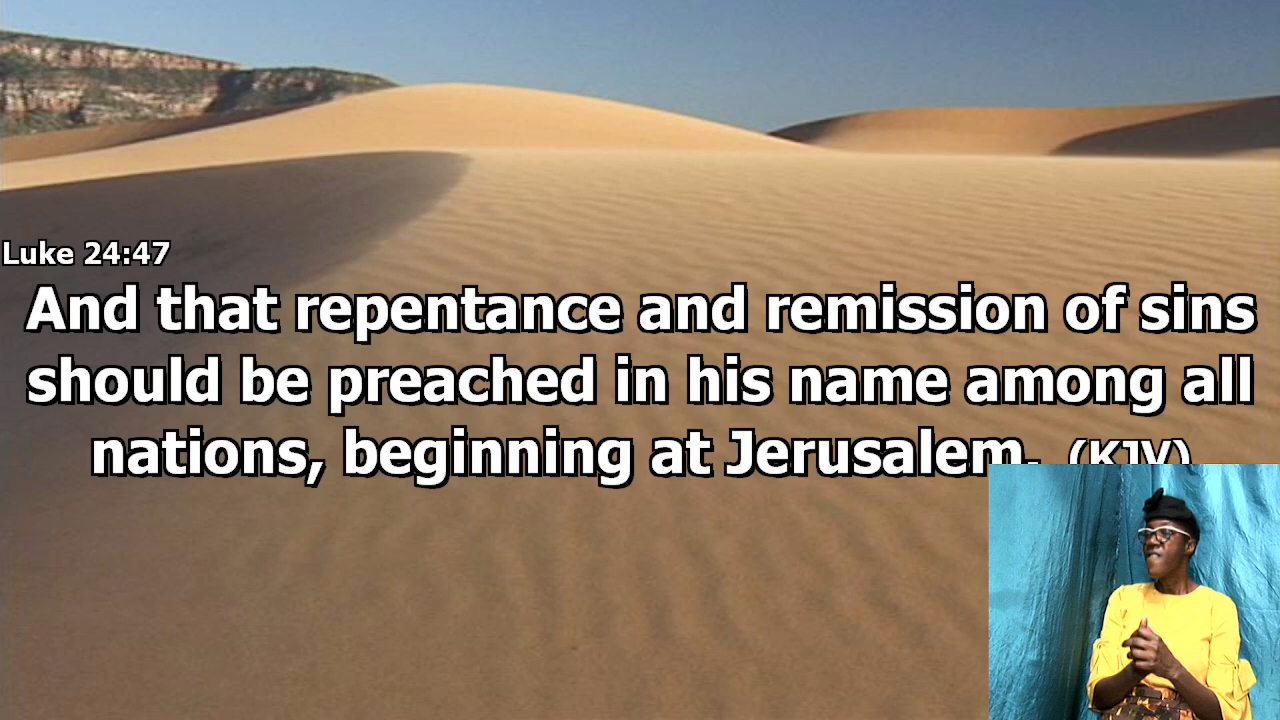 Luke 24:47
And that repentance and remission of sins
should be preached in his name among all
nations, beginning at Jerusalem. (KJV)